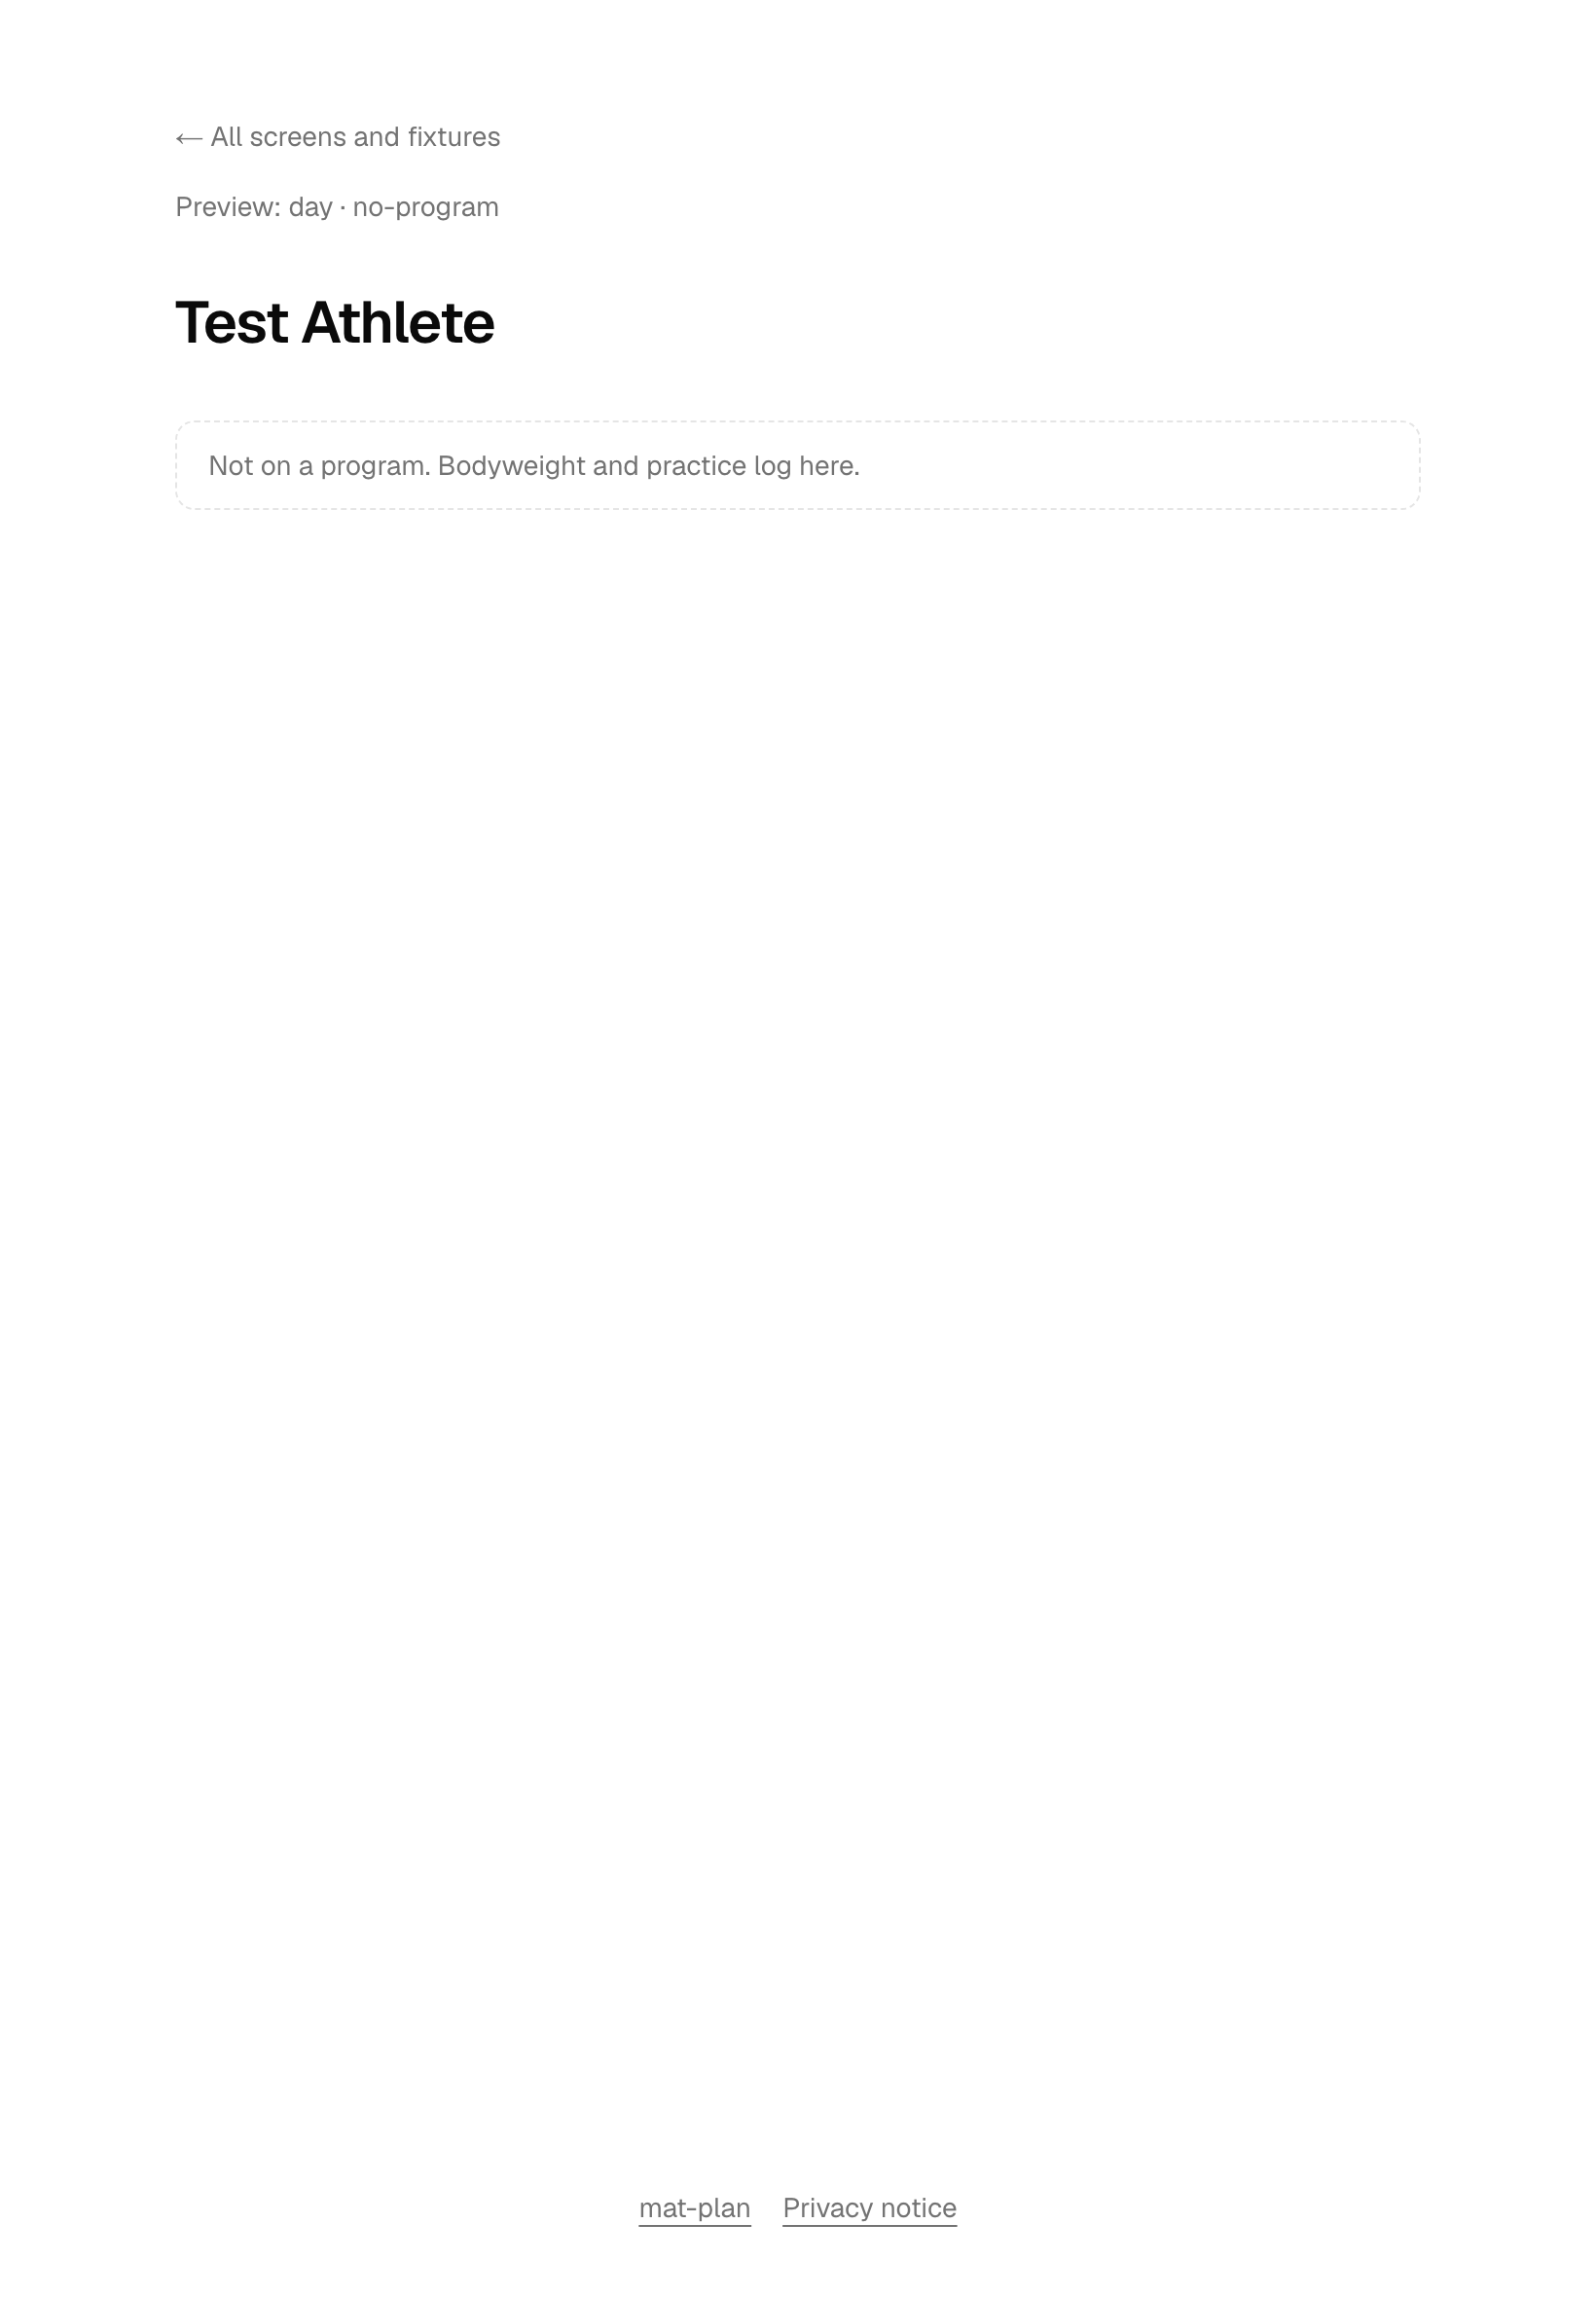 ← All screens and fixtures
Preview: day · no-program
Test Athlete
Not on a program. Bodyweight and practice log here.
mat-plan Privacy notice